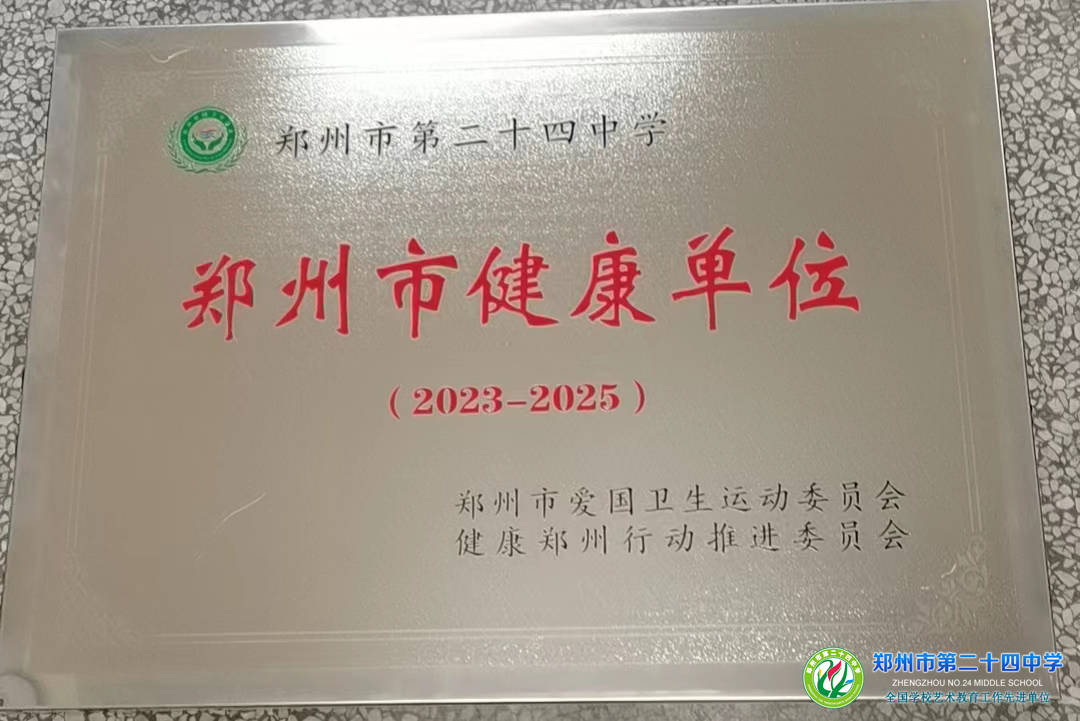 郑州市第二十四中学
郑州市健康单位
（2023-2025）
郑州市爱国卫生运动委员会
健康郑州行动推进委员会
郑州市第二十四中学
ZHENGZHOU NO.24 MIDDLE SCHOOL
全国学校艺术教育工作先进单位